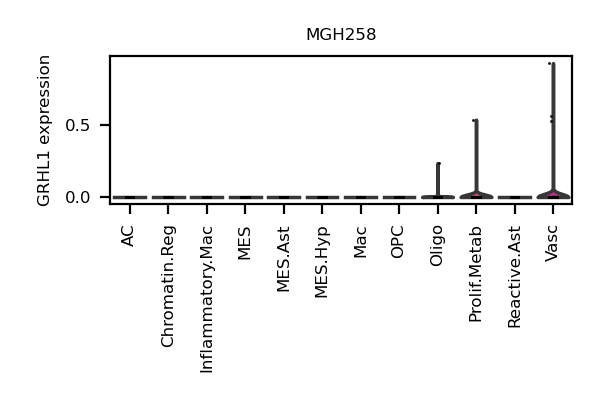 MGH258
GRHL1 expression
0.5
0.0
AC
Chromatin.Reg
Inflammatory.Mac
MES
MES.Ast
MES.Hyp
Mac
OPC
Oligo
Prolif.Metab
Reactive.Ast
Vasc